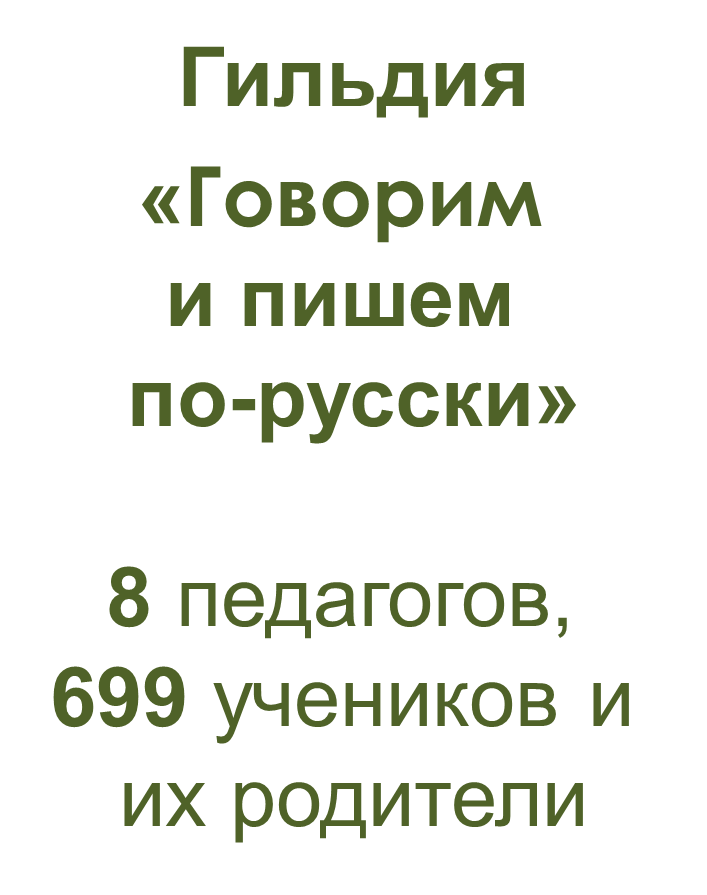 Гильдия
«Говорим
и пишем
по-русски»
8 педагогов,
699 учеников и
их родители